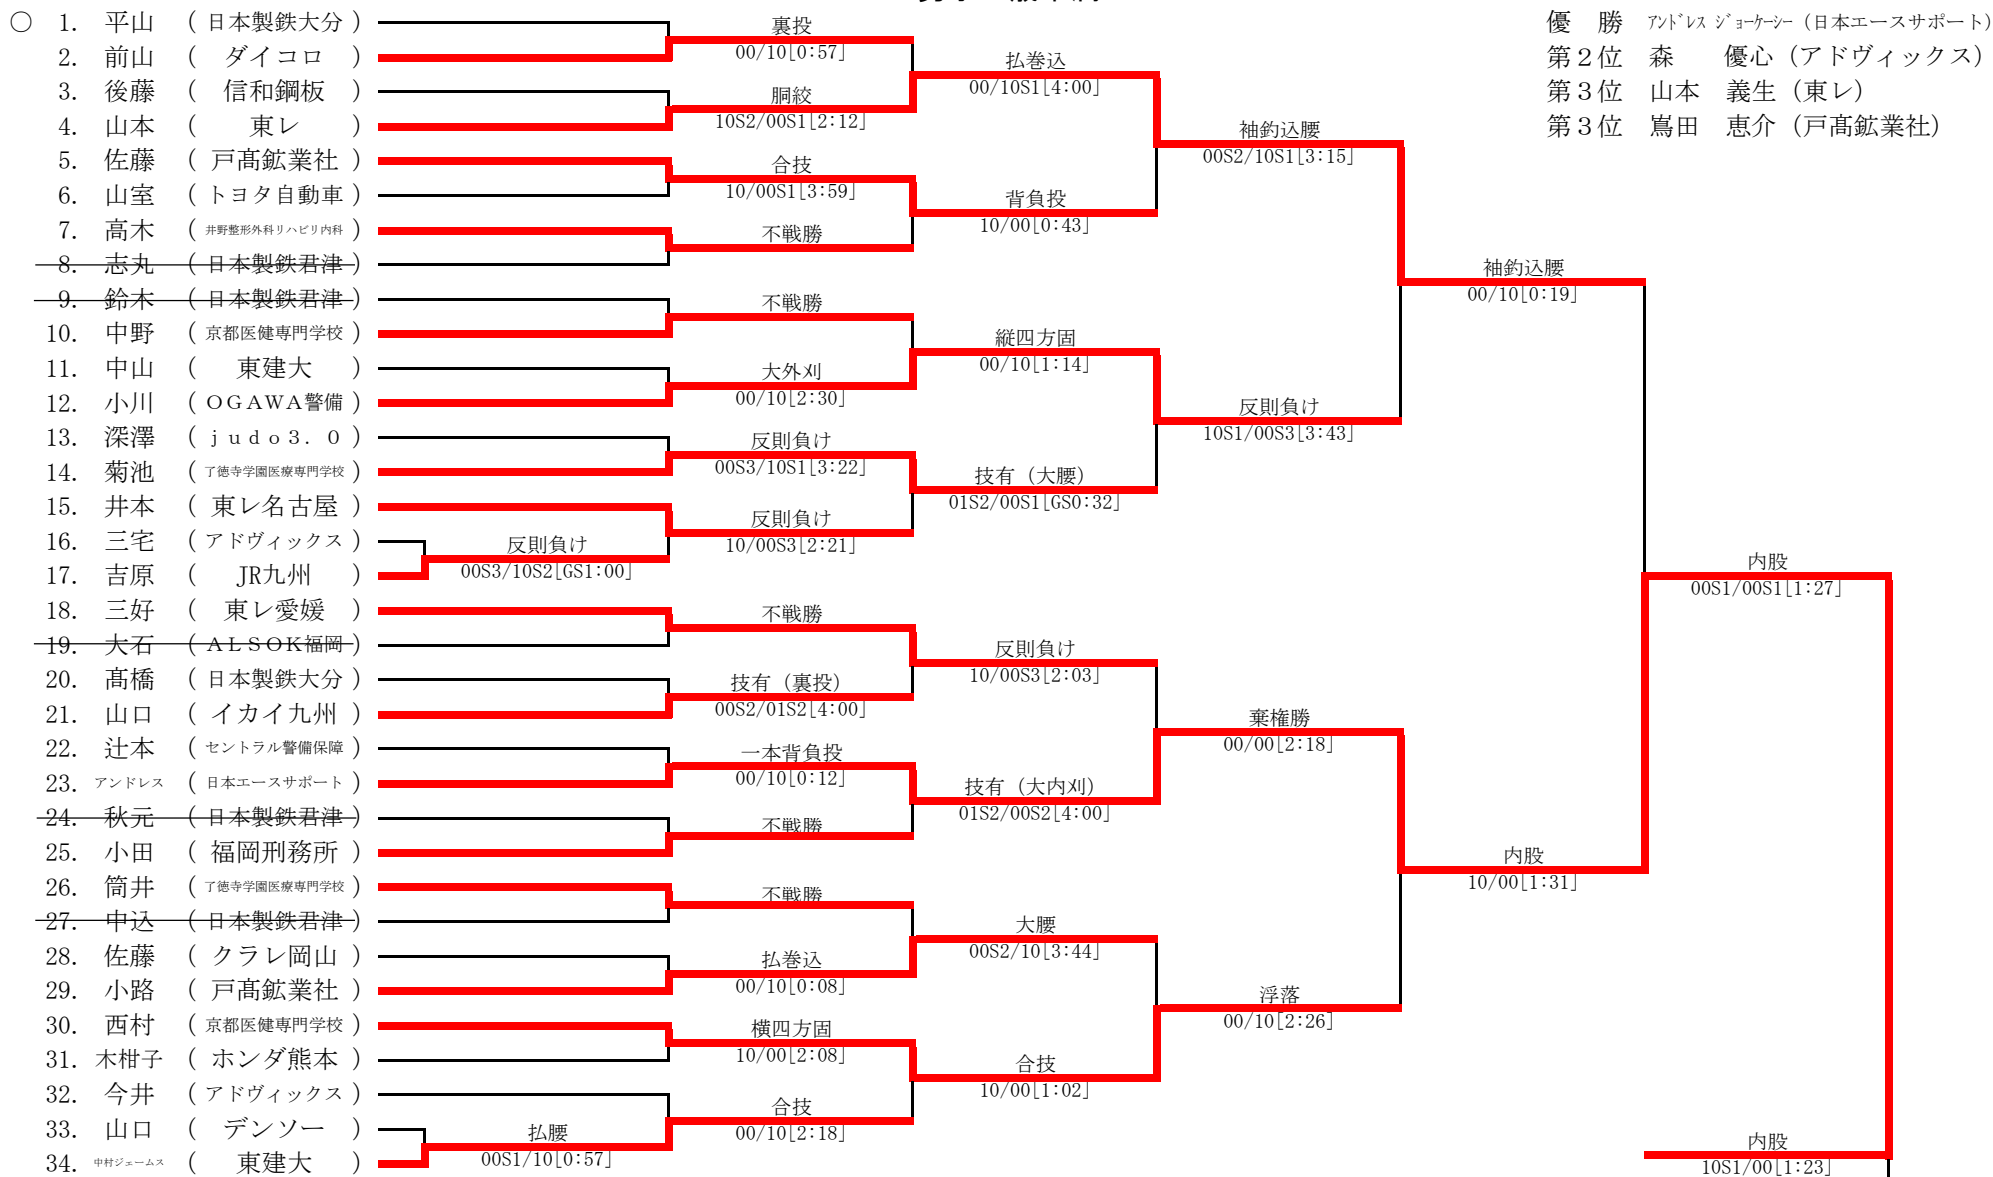 優　勝　アンドレス ジョーケーシー（日本エースサポート）
第２位　森　　優心（アドヴィックス）
第３位　山本　義生（東レ）
第３位　嶌田　恵介（戸髙鉱業社）
○ 1. 平山 （日本製鉄大分）
2. 前山 （ ダイコロ ）
3. 後藤 （ 信和鋼板 ）
4. 山本 （ 東レ ）
5. 佐藤 （ 戸髙鉱業社 ）
6. 山室 （ トヨタ自動車 ）
7. 高木 （ 井野整形外科リハビリ内科 ）
8. 志丸 （ 日本製鉄君津 ）
9. 鈴木 （ 日本製鉄君津 ）
10. 中野 （ 京都医健専門学校 ）
11. 中山 （ 東建大 ）
12. 小川 （ ＯＧＡＷＡ警備 ）
13. 深澤 （ ｊｕｄｏ３．０ ）
14. 菊池 （ 了徳寺学園医療専門学校 ）
15. 井本 （ 東レ名古屋 ）
16. 三宅 （ アドヴィックス ）
17. 吉原 （ JR九州 ）
18. 三好 （ 東レ愛媛 ）
19. 大石 （ ＡＬＳＯＫ福岡 ）
20. 髙橋 （ 日本製鉄大分 ）
21. 山口 （ イカイ九州 ）
22. 辻本 （ セントラル警備保障 ）
23. アンドレス （ 日本エースサポート ）
24. 秋元 （ 日本製鉄君津 ）
25. 小田 （ 福岡刑務所 ）
26. 筒井 （ 了徳寺学園医療専門学校 ）
27. 中込 （ 日本製鉄君津 ）
28. 佐藤 （ クラレ岡山 ）
29. 小路 （ 戸髙鉱業社 ）
30. 西村 （ 京都医健専門学校 ）
31. 木柑子 （ ホンダ熊本 ）
32. 今井 （ アドヴィックス ）
33. 山口 （ デンソー ）
34. 中村ジェームス （ 東建大 ）
反則負け
00S3/10S2[GS1:00]
払腰
00S1/10[0:57]
裏投
00/10[0:57]
胴絞
10S2/00S1[2:12]
合技
10/00S1[3:59]
不戦勝
不戦勝
大外刈
00/10[2:30]
反則負け
00S3/10S1[3:22]
反則負け
10/00S3[2:21]
不戦勝
技有（裏投）
00S2/01S2[4:00]
一本背負投
00/10[0:12]
不戦勝
不戦勝
払巻込
00/10[0:08]
横四方固
10/00[2:08]
合技
00/10[2:18]
払巻込
00/10S1[4:00]
背負投
10/00[0:43]
縦四方固
00/10[1:14]
技有（大腰）
01S2/00S1[GS0:32]
反則負け
10/00S3[2:03]
技有（大内刈）
01S2/00S2[4:00]
大腰
00S2/10[3:44]
合技
10/00[1:02]
袖釣込腰
00S2/10S1[3:15]
反則負け
10S1/00S3[3:43]
棄権勝
00/00[2:18]
浮落
00/10[2:26]
袖釣込腰
00/10[0:19]
内股
10/00[1:31]
内股
00S1/00S1[1:27]
内股
10S1/00[1:23]